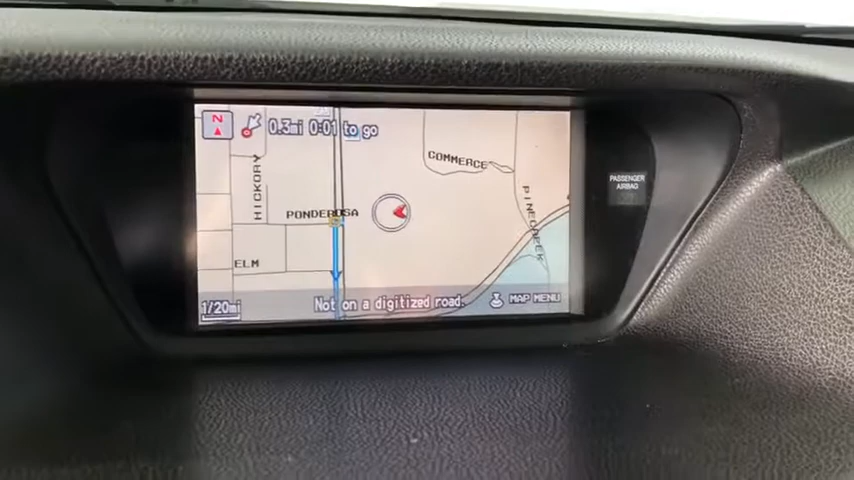 N
0.3mi 0:01 to go
COMMERCE
HICKORY
PASSENGER
AIRBAG
PONDEROSA
PINECREEK
ELM
1/20mi
Not on a digitized road.
MAP MENU